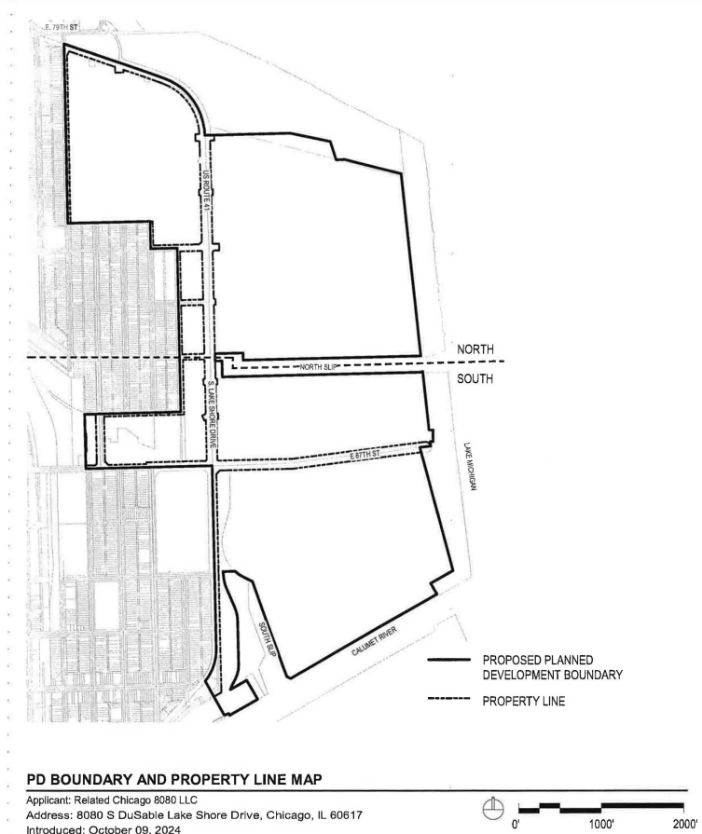 E. 79TH ST
US ROUTE 41
NORTH
NORTH SLIP
SOUTH
S. LAKE SHORE DRIVE
E 87TH ST
LAKE MICHIGAN
SOUTH SLIP
CALUMET RIVER
PROPOSED PLANNED
DEVELOPMENT BOUNDARY
PROPERTY LINE
PD BOUNDARY AND PROPERTY LINE MAP
Applicant: Related Chicago 8080 LLC
Address: 8080 S DuSable Lake Shore Drive, Chicago, IL 60617
Introduced: October 09, 2024
0' 1000' 2000'